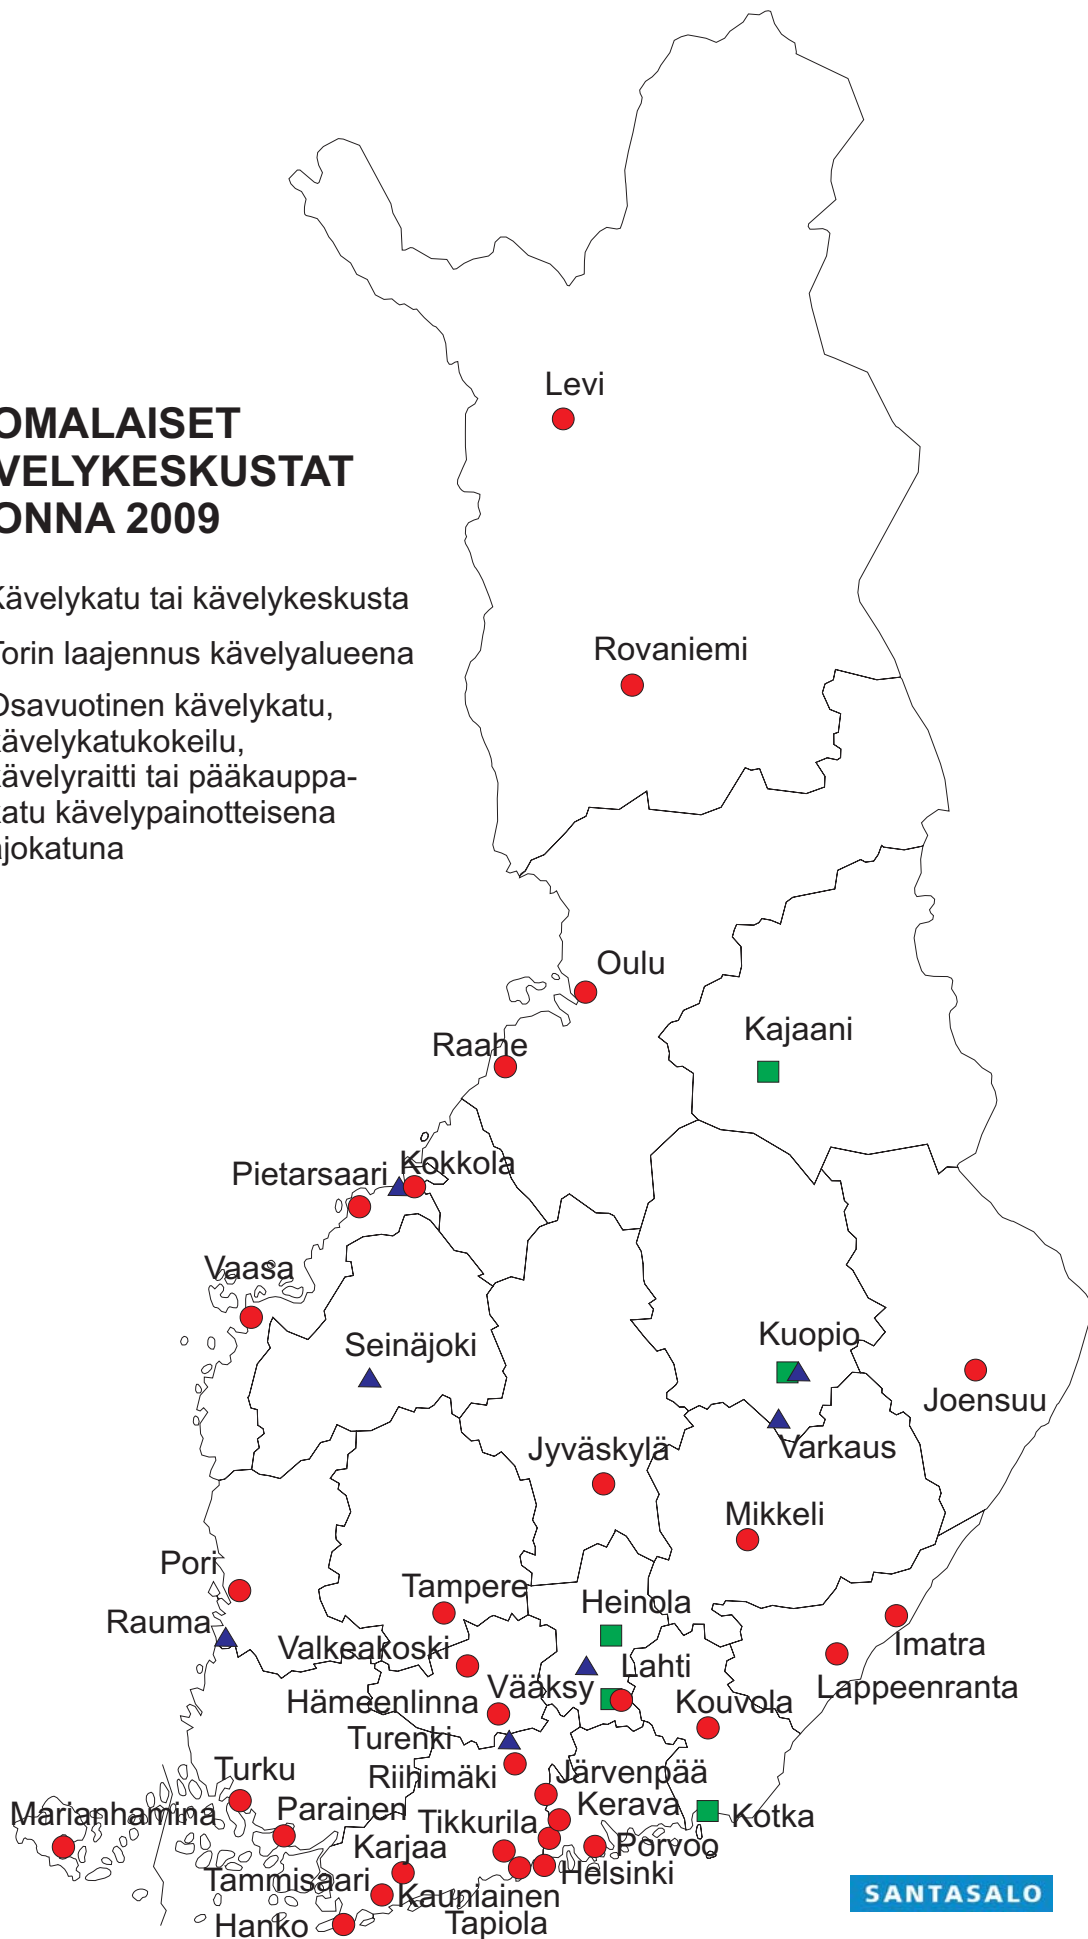 Levi
OMALAISET
VELYKESKUSTAT
ONNA 2009
Kävelykatu tai kävelykeskusta
Torin laajennus kävelyalueena
Osavuotinen kävelykatu,
kävelykatukokeilu,
kävelyraitti tai pääkauppa-
katu kävelypainotteisena
ajokatuna
Rovaniemi
Oulu
Kajaani
Raahe
Pietarsaari
Kokkola
Vaasa
Seinäjoki
Kuopio
Joensuu
Varkaus
Jyväskylä
Mikkeli
Pori
Tampere
Heinola
Rauma
Imatra
Valkeakoski
Lahti
Lappeenranta
Hämeenlinna
Vääksy
Kouvola
Turenki
Riihimäki
Järvenpää
Turku
Parainen
Kerava
Marianhamina
Tikkurila
Kotka
Karjaa
Porvoo
Helsinki
Tammisaari
Kauniainen
Hanko
Tapiola
SANTASALO